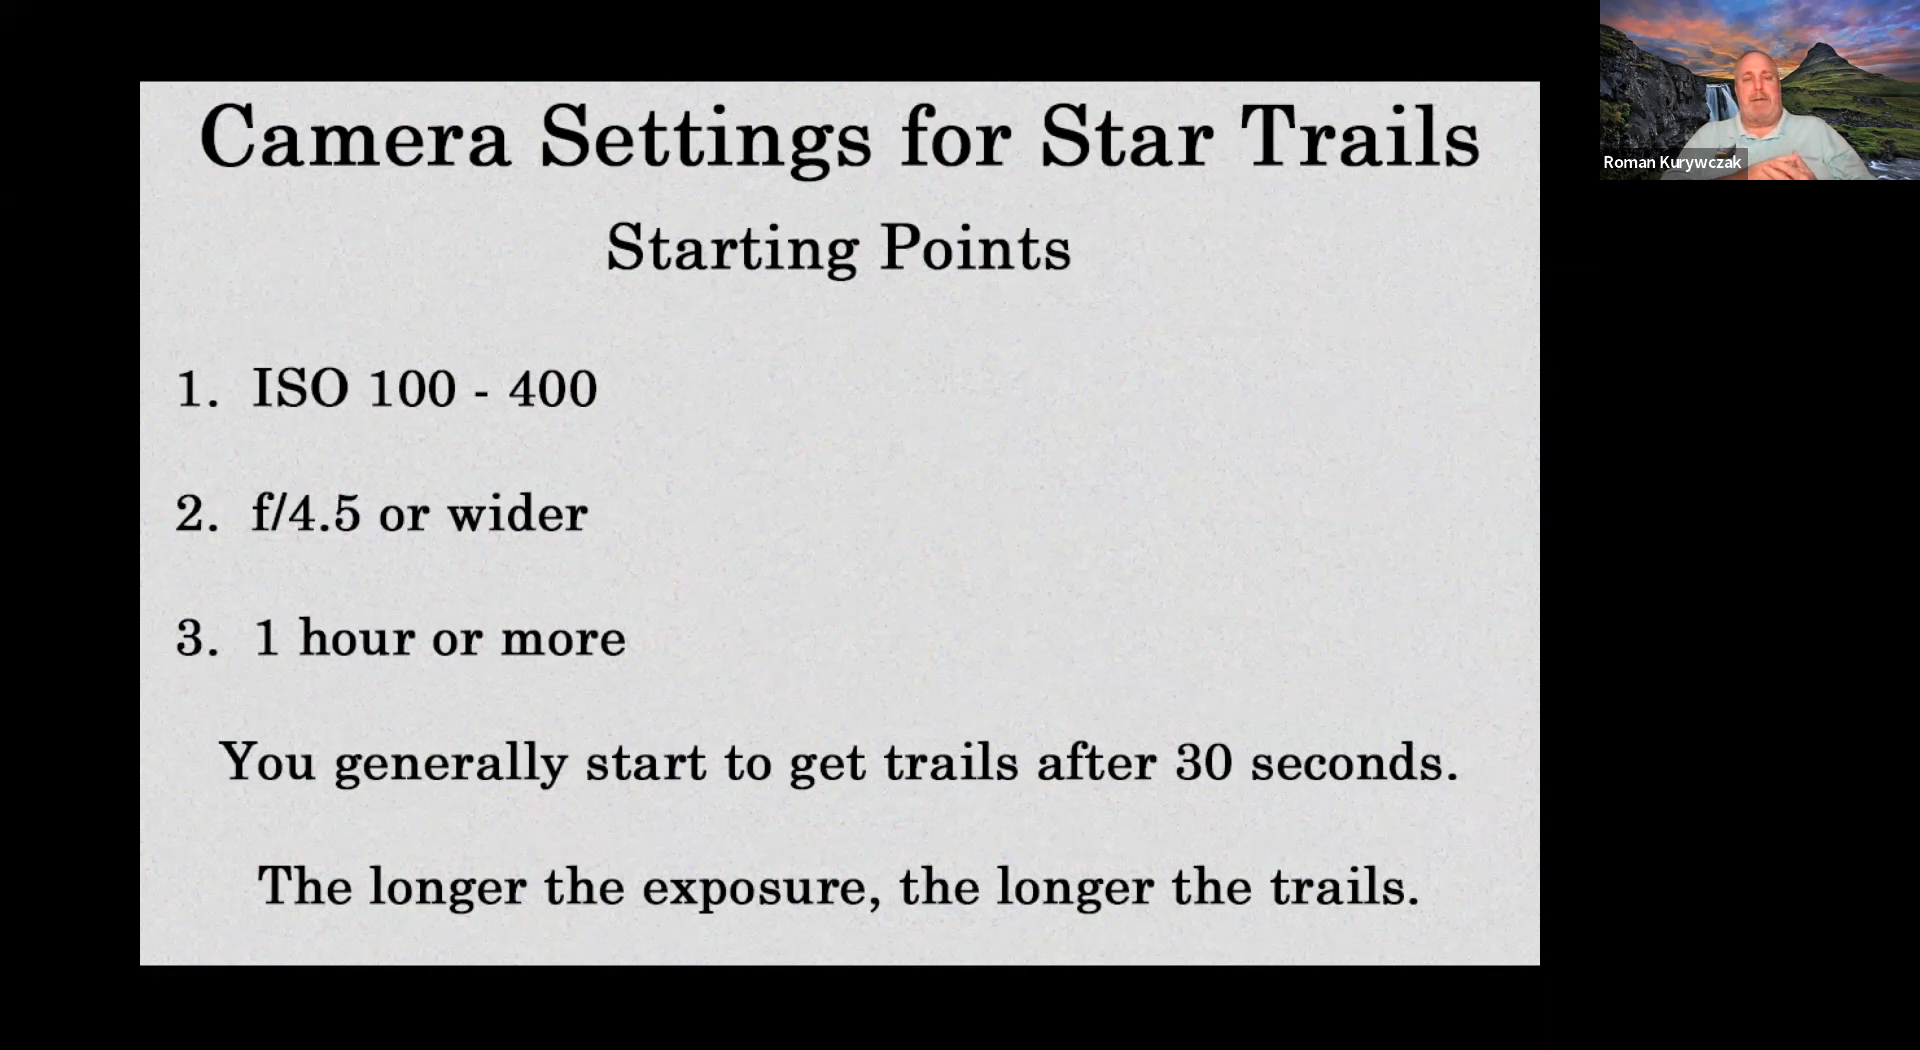 Camera Settings for Star Trails
Starting Points
1. ISO 100 - 400
2. f/4.5 or wider
3. 1 hour or more
You generally start to get trails after 30 seconds.
The longer the exposure, the longer the trails.
Roman Kurywczak